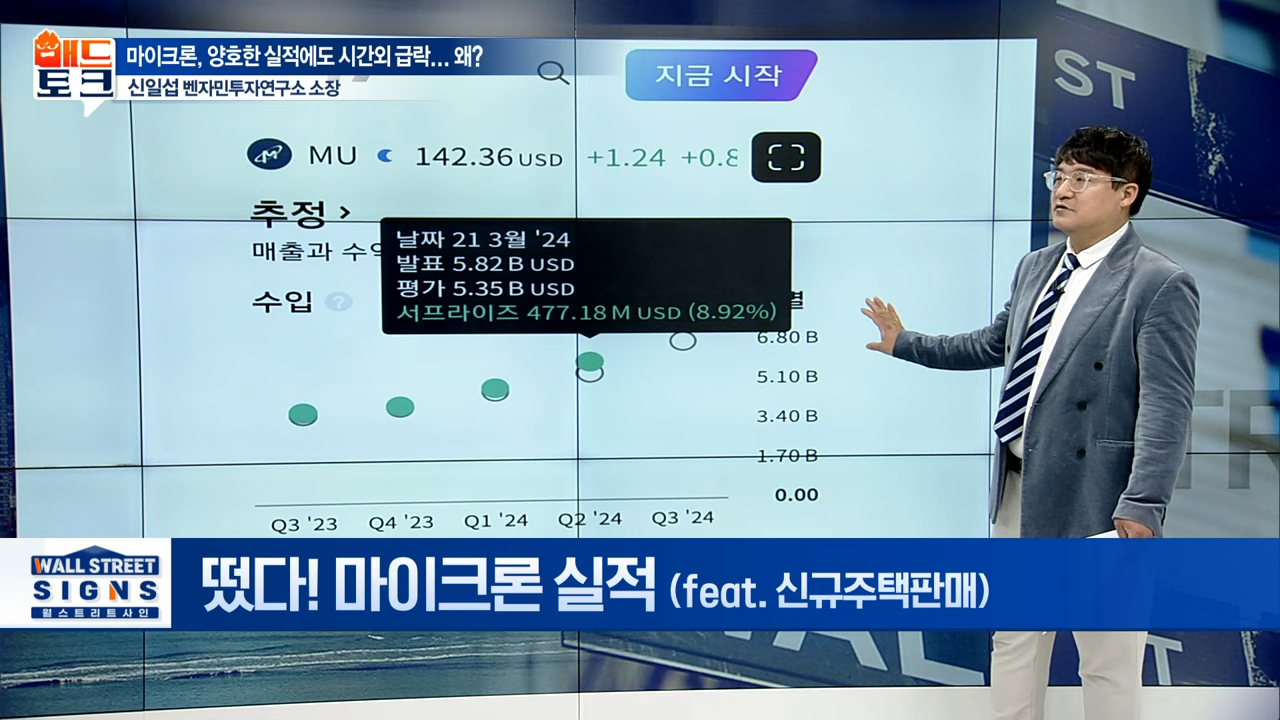 매드
토크
마이크론, 양호한 실적에도 시간외 급락... 왜?
신일섭 벤자민투자연구소 소장
지금 시작
ST
MU 142.36 USD +1.24 +0.8
추정 >
매출과 수익
날짜 21 3월 '24
발표 5.82 B USD
평가 5.35 B USD
서프라이즈 477.18 M USD (8.92%)
수입 ?
6.80 B
5.10 B
3.40 B
1.70 B
0.00
Q3 '23 Q4 '23 Q1 '24 Q2 '24 Q3 '24
WALL STREET
SIGNS
월스트리트사인
떴다! 마이크론 실적 (feat. 신규주택판매)
WALL ST